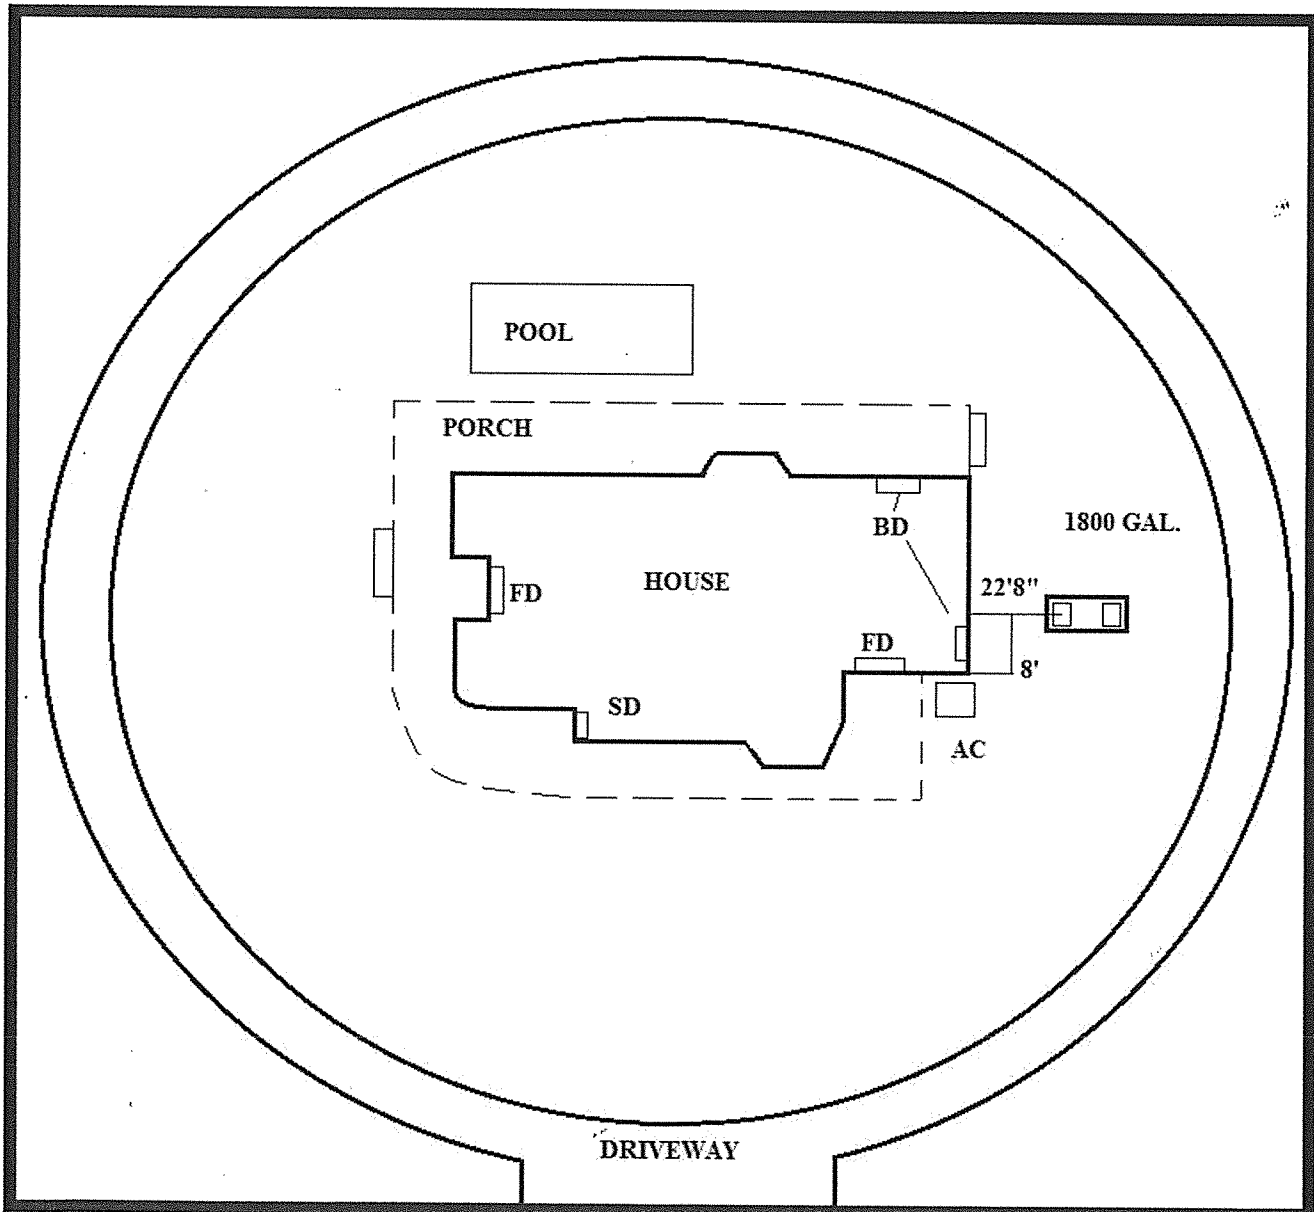 POOL
PORCH
BD
1800 GAL.
HOUSE
22'8"
FD
FD
8'
SD
AC
DRIVEWAY